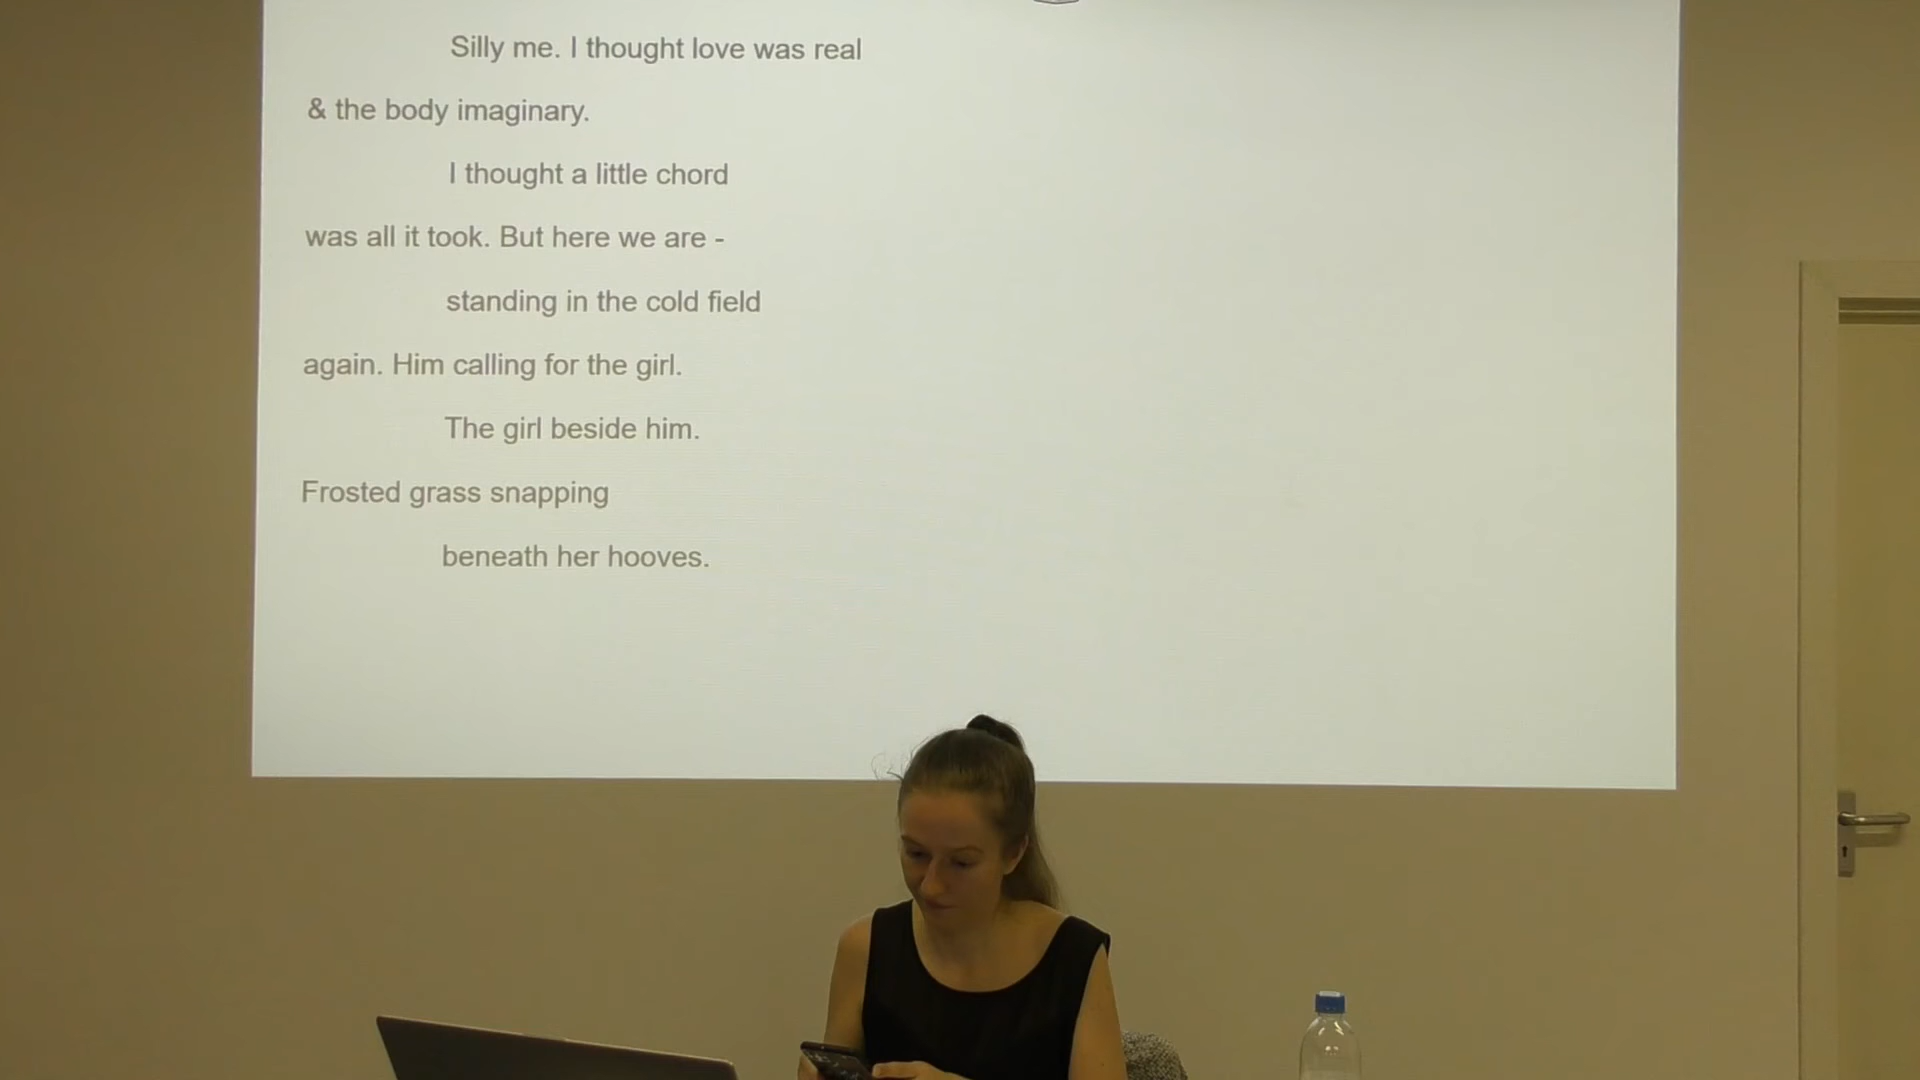 Silly me. I thought love was real
& the body imaginary.
I thought a little chord
was all it took. But here we are -
standing in the cold field
again. Him calling for the girl.
The girl beside him.
Frosted grass snapping
beneath her hooves.